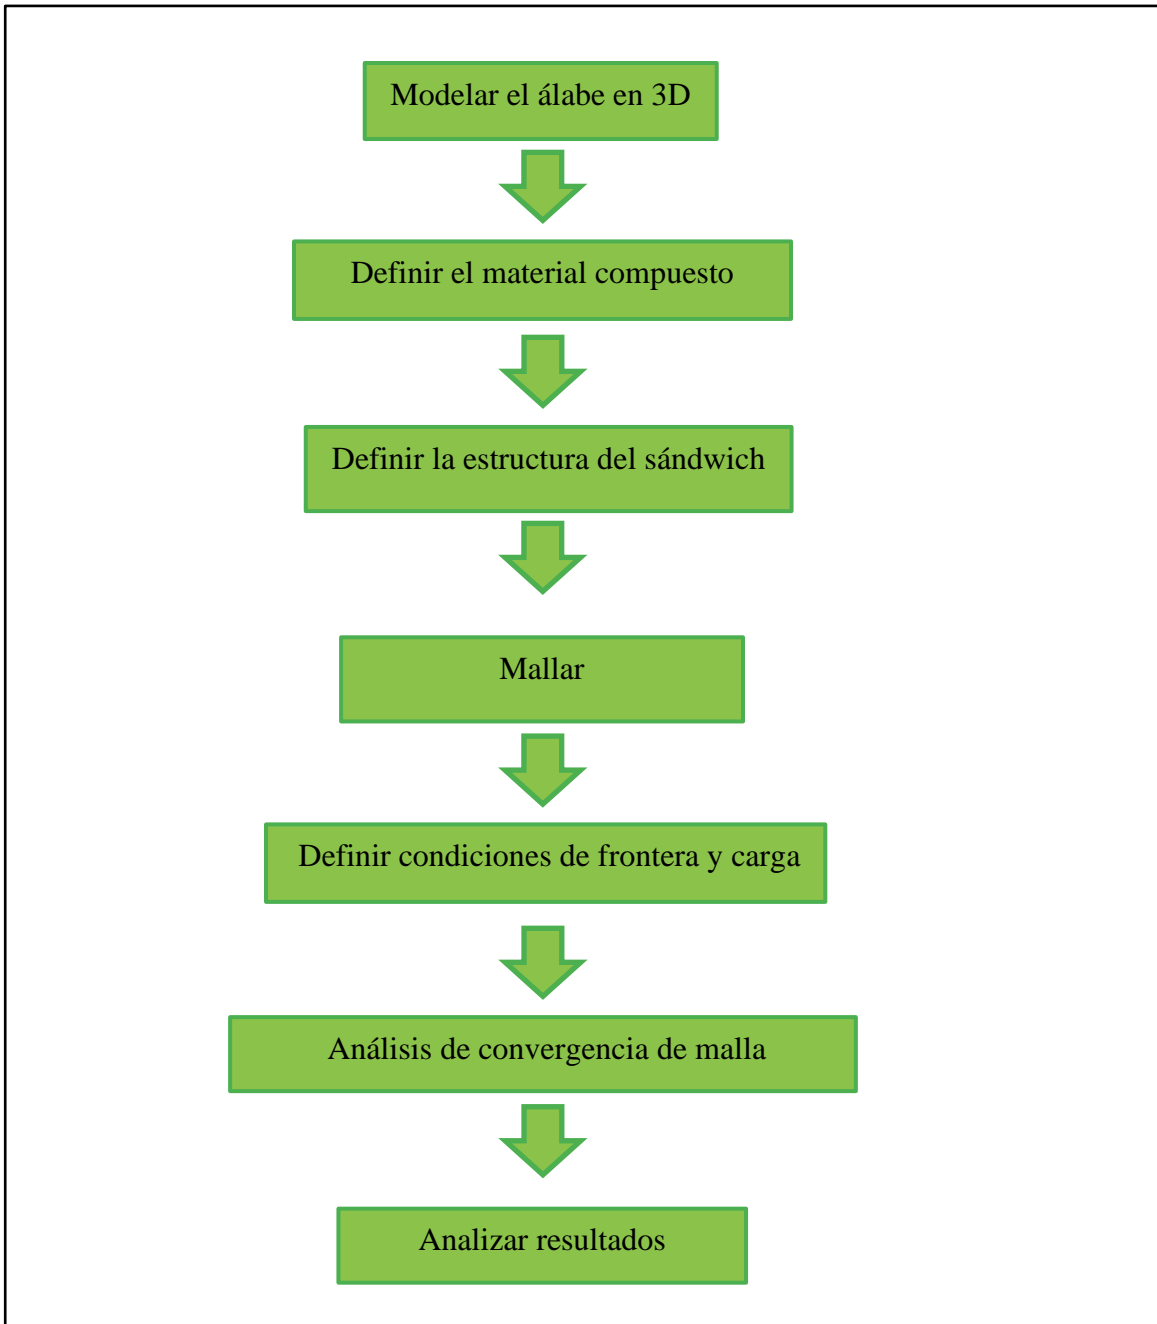 Modelar el álabe en 3D
Definir el material compuesto
Definir la estructura del sándwich
Mallar
Definir condiciones de frontera y carga
Análisis de convergencia de malla
Analizar resultados